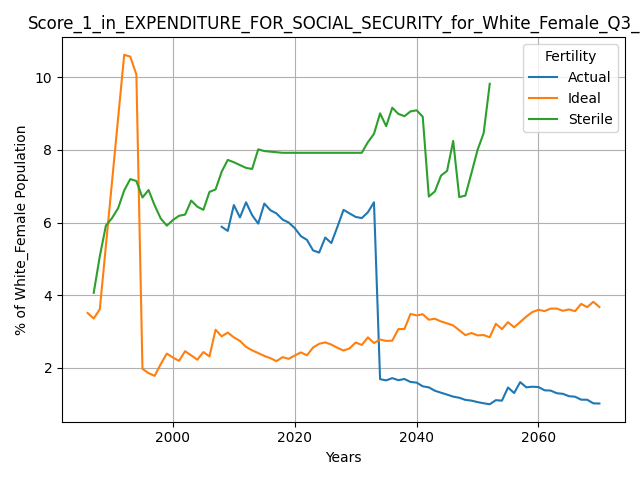 Score_1_in_EXPENDITURE_FOR_SOCIAL_SECURITY_for_White_Female_Q3_
Fertility
Actual
Ideal
Sterile
% of White_Female Population
10
8
6
4
2
2000 2020 2040 2060
Years